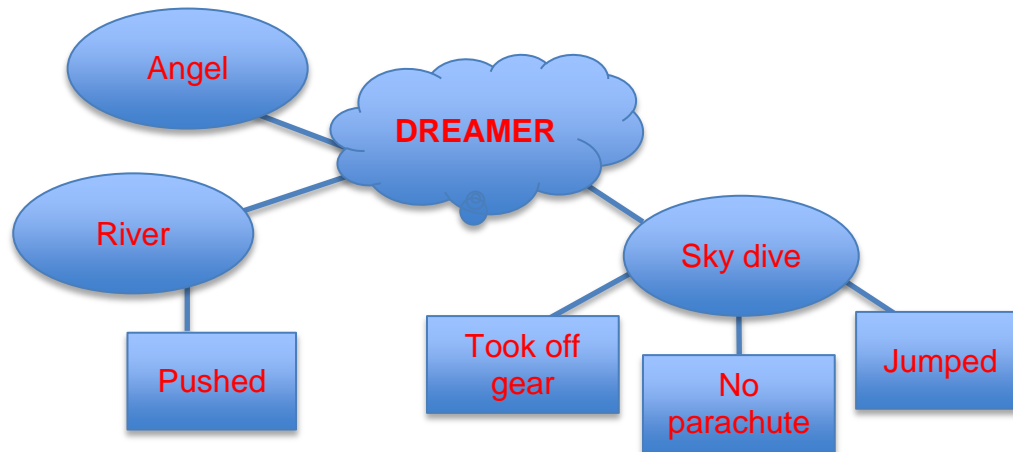 Angel
DREAMER
River
Sky dive
Pushed
Took off
gear
No
parachute
Jumped